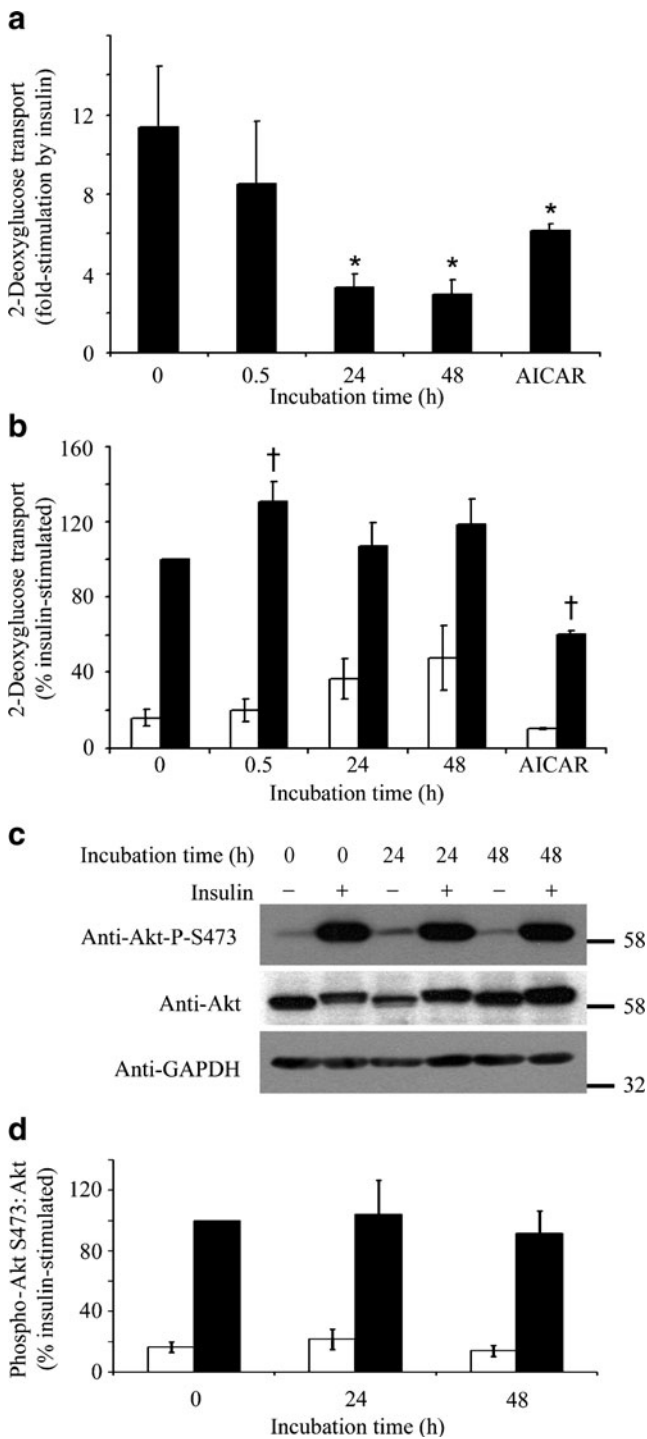 a
2-Deoxyglucose transport
(fold-stimulation by insulin)
12
8
4
0
*
*
*
0 0.5 24 48 AICAR
Incubation time (h)
b
2-Deoxyglucose transport
(% insulin-stimulated)
160
120
80
40
0
†
†
0 0.5 24 48 AICAR
Incubation time (h)
c
Incubation time (h) 0 0 24 24 48 48
Insulin – + – + – +
Anti-Akt-P-S473 58
Anti-Akt 58
Anti-GAPDH 32
d
Phospho-Akt S473:Akt
(% insulin-stimulated)
120
80
40
0
0 24 48
Incubation time (h)